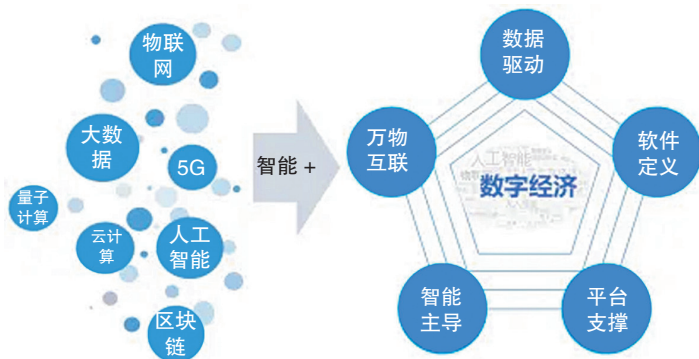 物联
网
大数
据
5G
量子
计算
云计
算
人工
智能
区块
链
智能 +
数据
驱动
万物
互联
软件
定义
人工智能
数字经济
智能
主导
平台
支撑